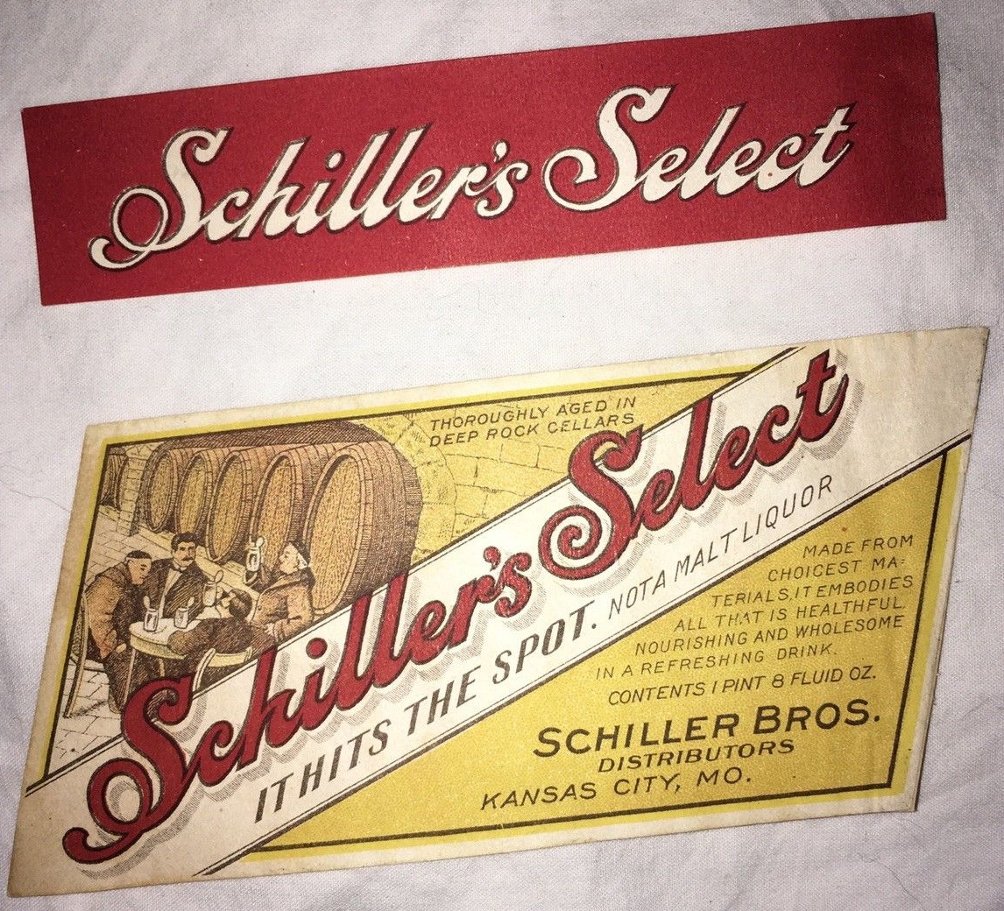 Schiller's Select
THOROUGHLY AGED IN
DEEP ROCK CELLARS
Schiller's Select
IT HITS THE SPOT. NOT A MALT LIQUOR
MADE FROM
CHOICEST MA-
TERIALS, IT EMBODIES
ALL THAT IS HEALTHFUL
NOURISHING AND WHOLESOME
IN A REFRESHING DRINK.
CONTENTS 1 PINT 8 FLUID OZ.
SCHILLER BROS.
DISTRIBUTORS
KANSAS CITY, MO.